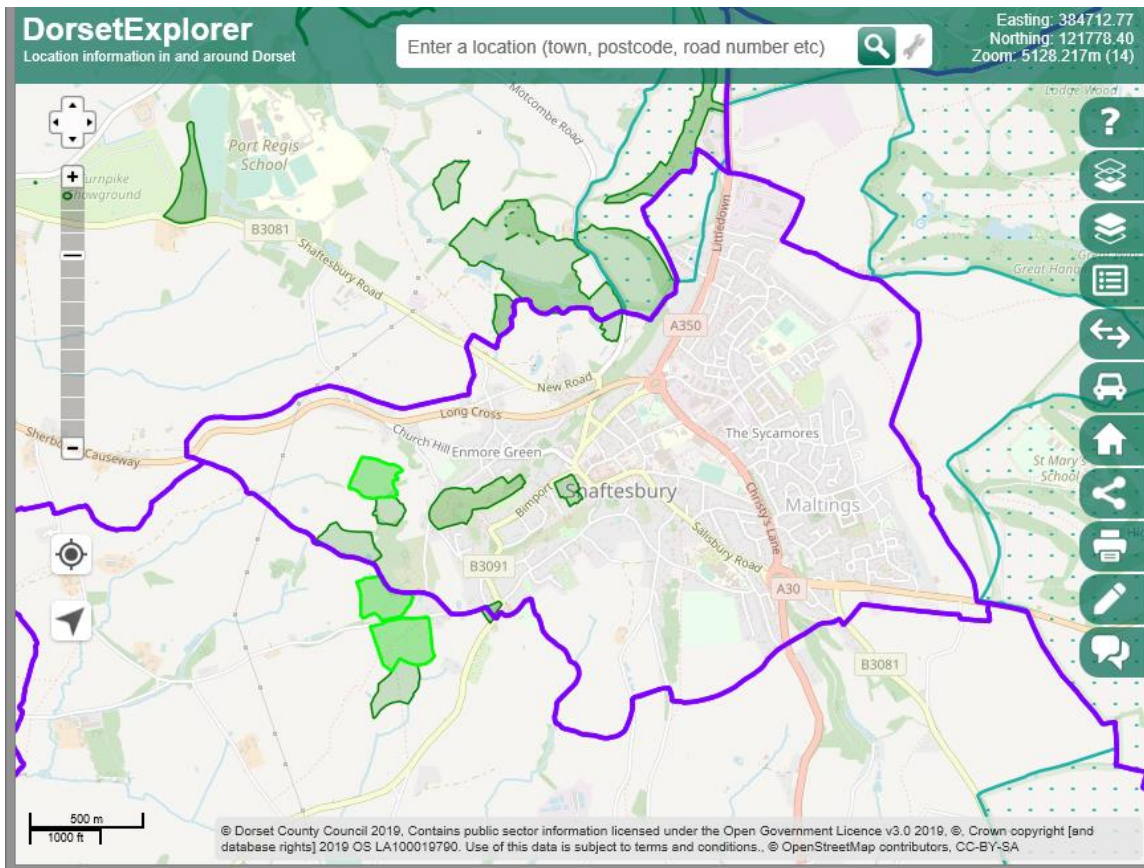 DorsetExplorer
Location information in and around Dorset
Enter a location (town, postcode, road number etc)
Easting: 384712.77
Northing: 121778.40
Zoom: 5128.217m (14)
Motcombe Road
Lodge Wood
Port Regis
School
Showground
B3081
Shaftesbury Road
Littledown
Great
A350
New Road
Long Cross
Church Hill
Enmore Green
The Sycamores
Causeway
St Mary's
School
Bimport
Shaftesbury
Christy's Lane
Maltings
Salisbury Road
B3091
A30
B3081
500 m
1000 ft
© Dorset County Council 2019, Contains public sector information licensed under the Open Government Licence v3.0 2019, ©, Crown copyright [and
database rights] 2019 OS LA100019790. Use of this data is subject to terms and conditions., © OpenStreetMap contributors, CC-BY-SA